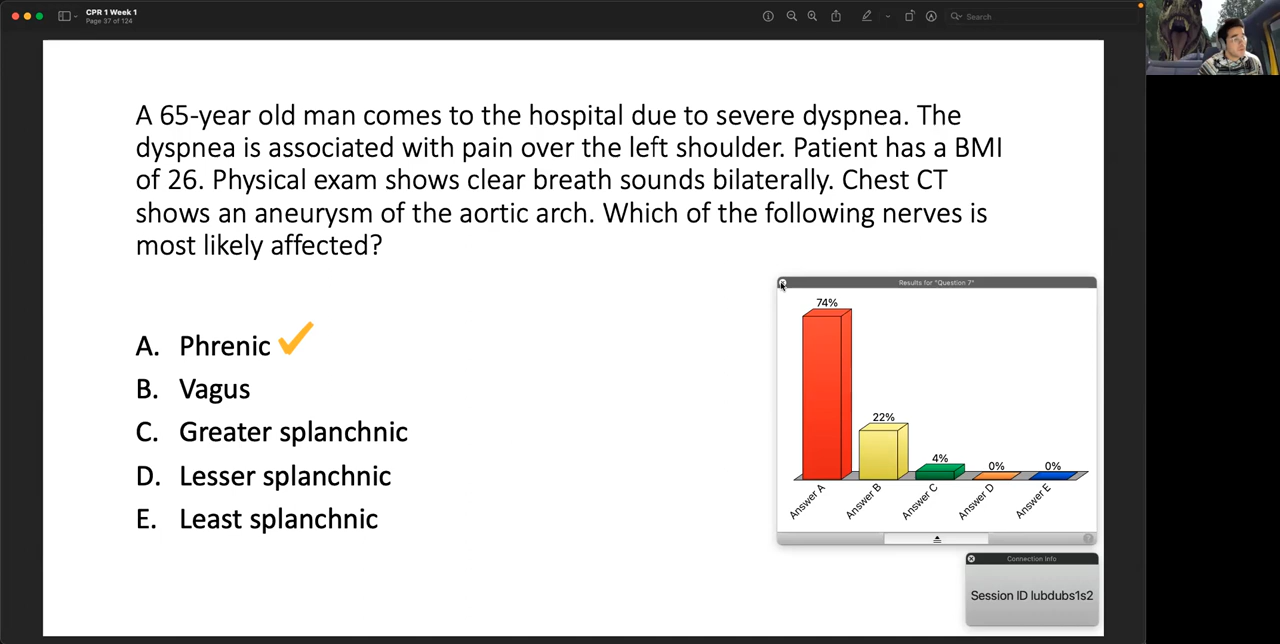 CPR 1 Week 1
Page 37 of 124
Search
A 65-year old man comes to the hospital due to severe dyspnea. The
dyspnea is associated with pain over the left shoulder. Patient has a BMI
of 26. Physical exam shows clear breath sounds bilaterally. Chest CT
shows an aneurysm of the aortic arch. Which of the following nerves is
most likely affected?
A. Phrenic
B. Vagus
C. Greater splanchnic
D. Lesser splanchnic
E. Least splanchnic
Results for "Question 7"
74%
22%
4%
0%
0%
Answer A
Answer B
Answer C
Answer D
Answer E
Connection Info
Session ID lubdubs1s2